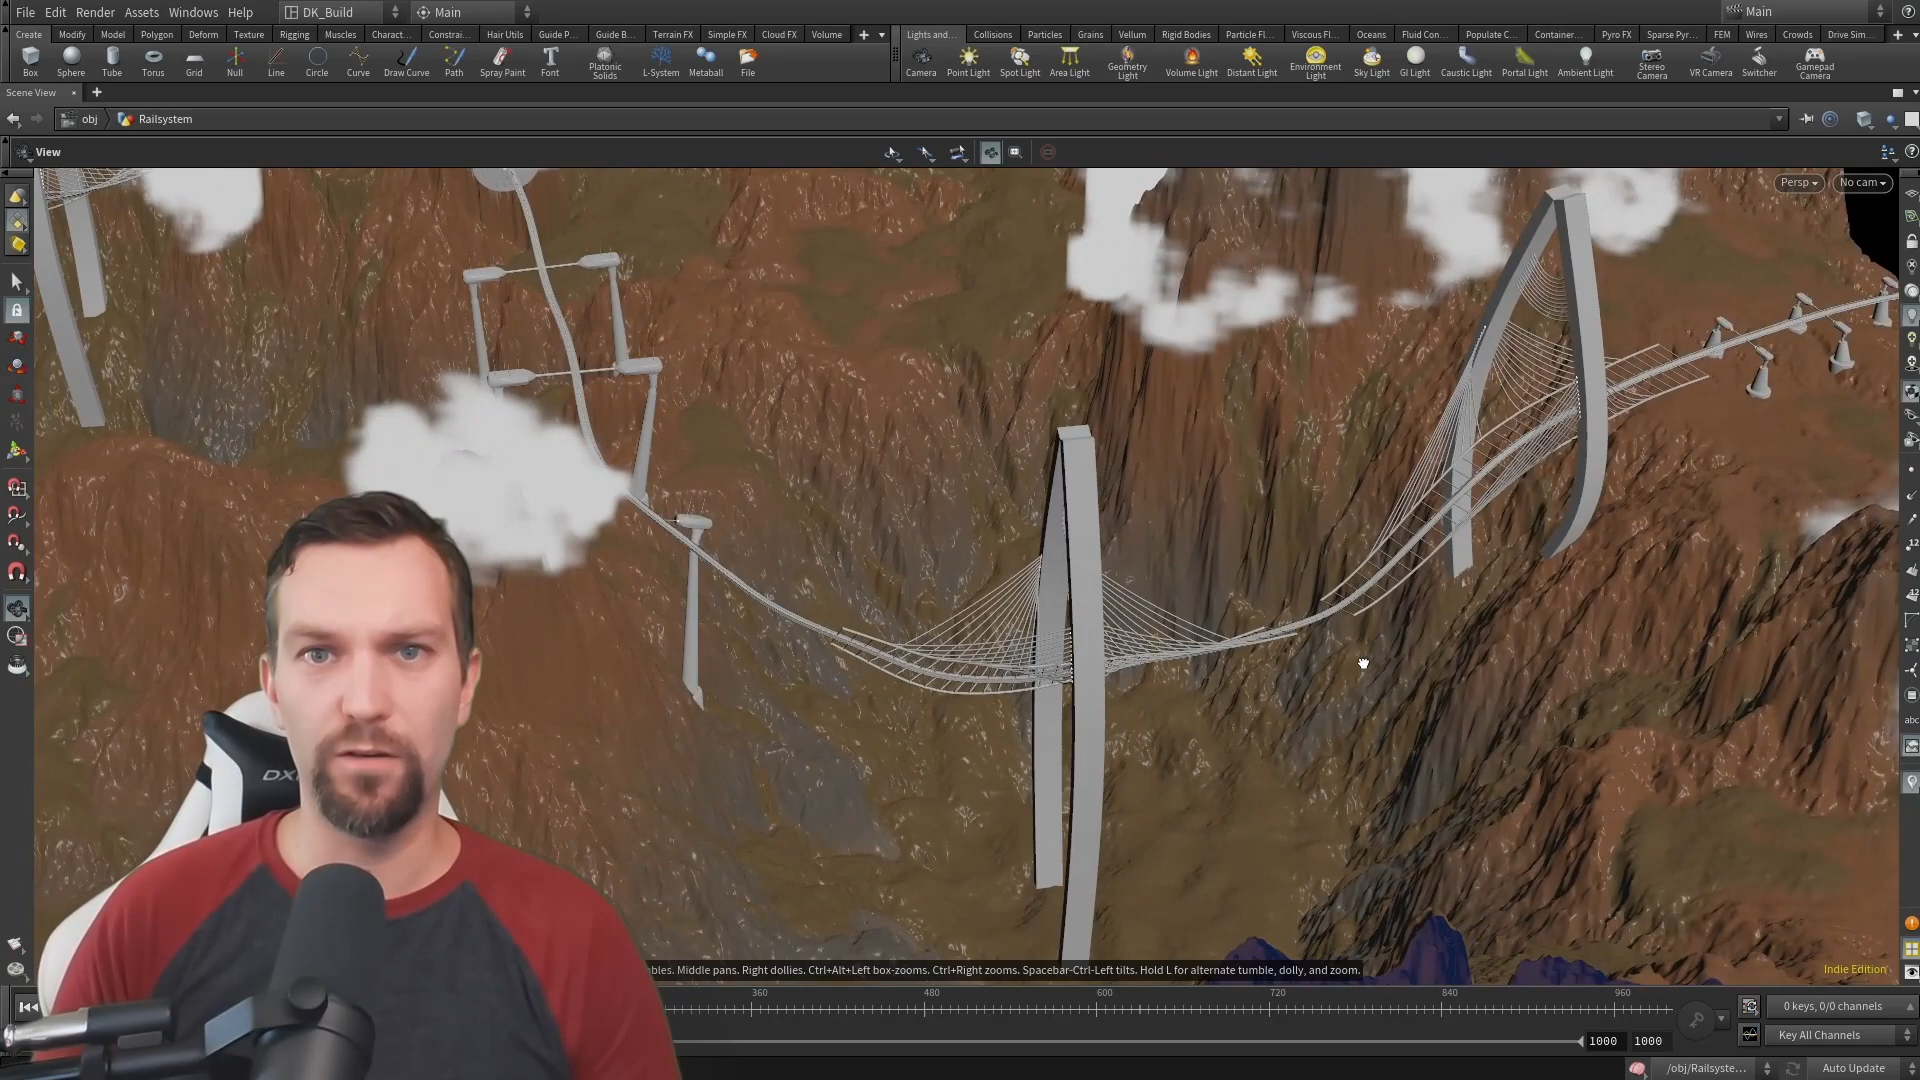 File Edit Render Assets Windows Help DK_Build Main Main
Create Modify Model Polygon Deform Texture Rigging Muscles Charact... Constrai... Hair Utils Guide P... Guide B... Terrain FX Simple FX Cloud FX Volume
Lights and... Collisions Particles Grains Vellum Rigid Bodies Particle Fl... Viscous Fl... Oceans Fluid Con... Populate C... Container... Pyro FX Sparse Pyr... FEM Wires Crowds Drive Sim...
Box Sphere Tube Torus Grid Null Line Circle Curve Draw Curve Path Spray Paint Font Platonic Solids L-System Metaball File
Camera Point Light Spot Light Area Light Geometry Light Volume Light Distant Light Environment Light Sky Light GI Light Caustic Light Portal Light Ambient Light Stereo Camera VR Camera Switcher Gamepad Camera
Scene View
obj Railsystem
View
Persp No cam
12
12
abc
DX
bles. Middle pans. Right dollies. Ctrl+Alt+Left box-zooms. Ctrl+Right zooms. Spacebar-Ctrl-Left tilts. Hold L for alternate tumble, dolly, and zoom.
Indie Edition
360 480 600 720 840 960
0 keys, 0/0 channels
1000 1000
Key All Channels
/obj/Railsyste... Auto Update